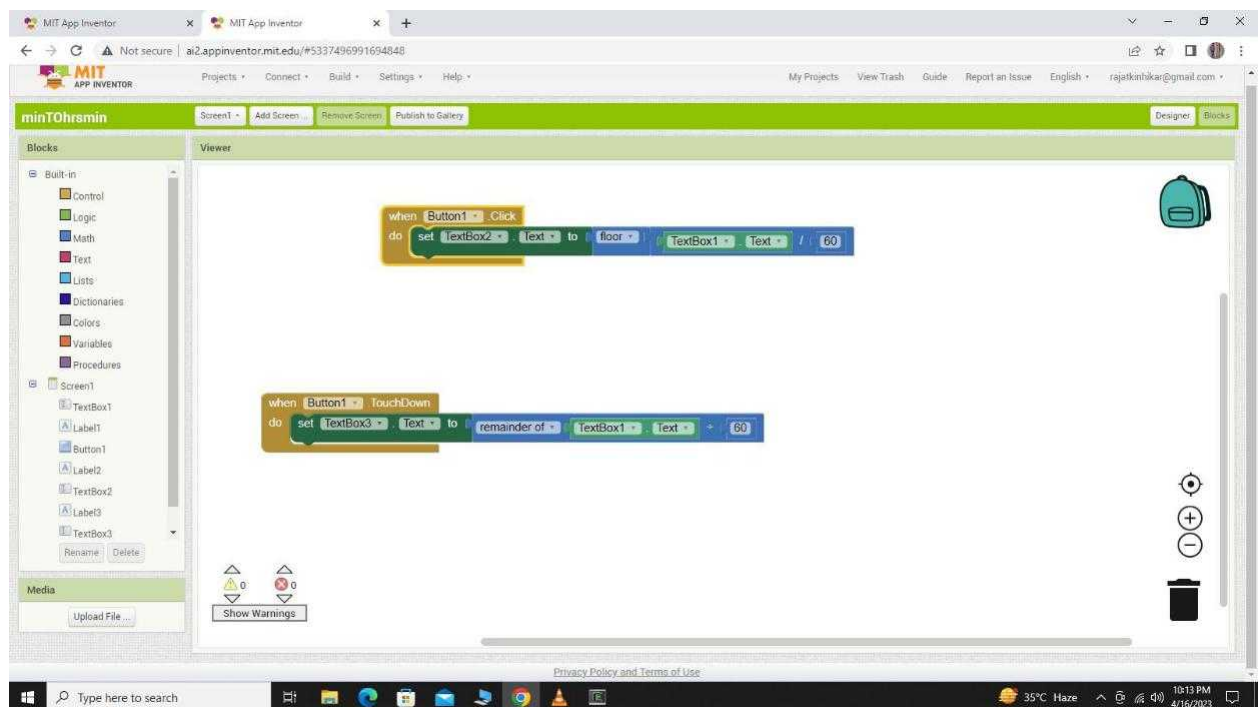 MIT App Inventor
MIT App Inventor
Not secure | ai2.appinventor.mit.edu/#5337496991694848
MIT
APP INVENTOR
Projects Connect Build Settings Help
My Projects View Trash Guide Report an Issue English rajatkinhikar@gmail.com
minTOhrsmin
Screen1 Add Screen ... Remove Screen Publish to Gallery
Designer Blocks
Blocks
Viewer
Built-in
Control
Logic
Math
Text
Lists
Dictionaries
Colors
Variables
Procedures
Screen1
TextBox1
Label1
Button1
Label2
TextBox2
Label3
TextBox3
Rename Delete
Media
Upload File ...
when Button1 .Click
do set TextBox2 . Text to floor TextBox1 . Text / 60
when Button1 .TouchDown
do set TextBox3 . Text to remainder of TextBox1 . Text ÷ 60
0 0
Show Warnings
Privacy Policy and Terms of Use
Type here to search
35°C Haze
10:13 PM
4/16/2023